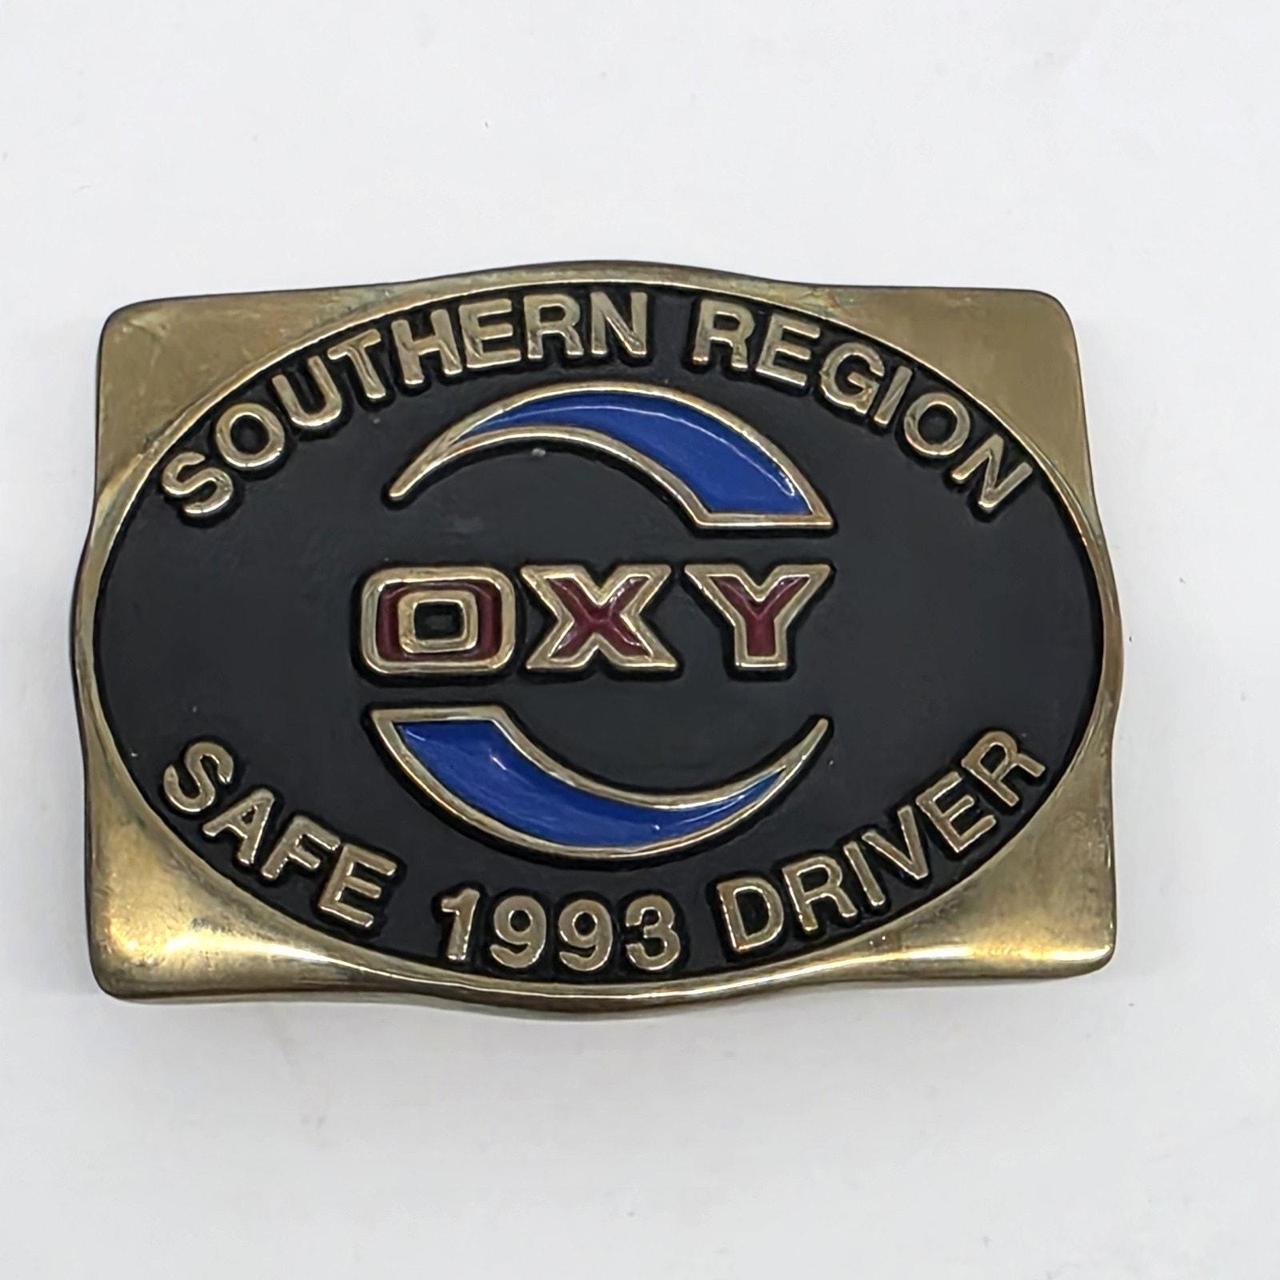 SOUTHERN REGION
OXY
SAFE 1993 DRIVER